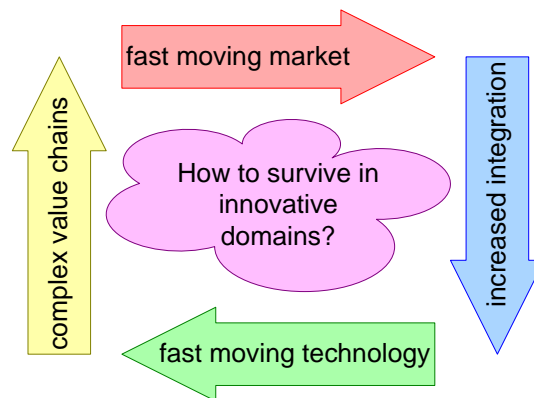 fast moving market
complex value chains
How to survive in
innovative
domains?
increased integration
fast moving technology